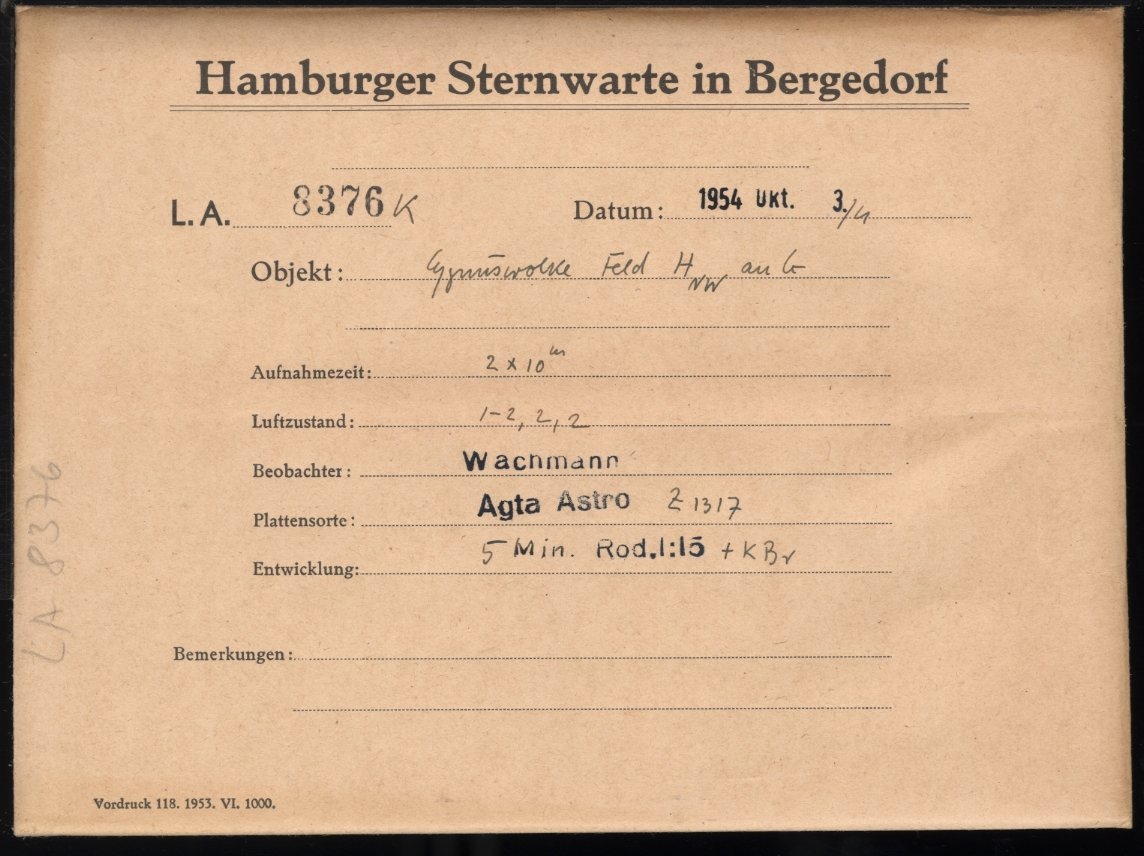 Hamburger Sternwarte in Bergedorf
L. A. 8376 K Datum: 1954 Okt. 3./4
Objekt: Cygnuswolke Feld H NW an G
Aufnahmezeit: 2 x 10 m
Luftzustand: 1-2, 2, 2
Beobachter: Wachmann
Plattensorte: Agfa Astro Z 1317
Entwicklung: 5 Min. Rod. 1:15 + KBr
Bemerkungen:
Vordruck 118. 1953. VI. 1000.
LA 8376